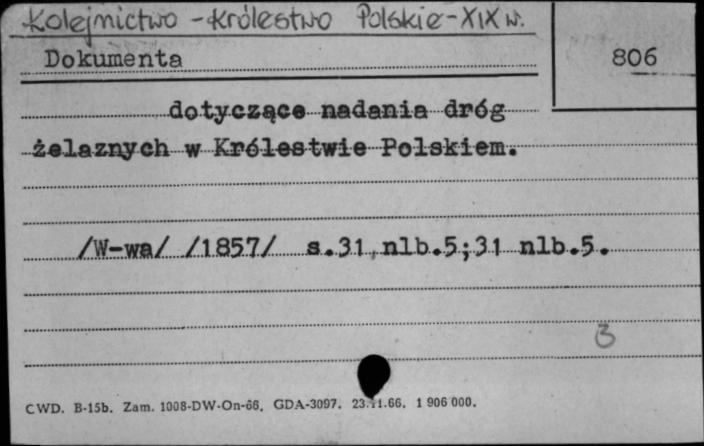 Kolejnictwo - Królestwo Polskie - XIX w.
Dokumenta
806
dotyczące nadania dróg
żelaznych w Królestwie Polskiem.
/W-wa/ /1857/ s.31, nlb.5;31 nlb.5.
3
CWD. B-15b. Zam. 1008-DW-On-66. GDA-3097. 23.11.66. 1 906 000.